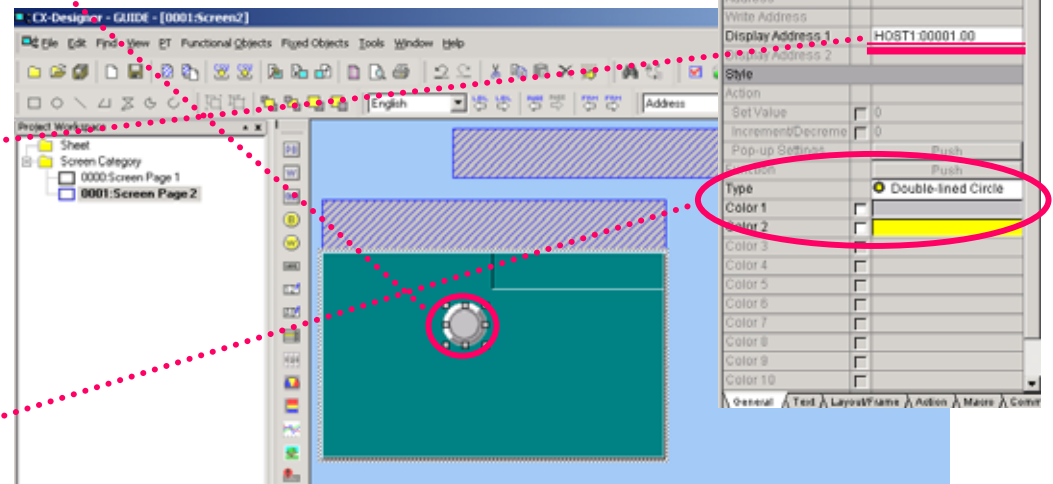 CX-Designer - GUIDE - [0001:Screen2]
File Edit Find View PT Functional Objects Fixed Objects Tools Window Help
English
Address
Project Workspace
Sheet
Screen Category
0000:Screen Page 1
0001:Screen Page 2
Write Address
Display Address 1 HOST1:00001.00
Display Address 2
Style
Action
Set Value 0
Increment/Decreme 0
Pop-up Settings Push
Function Push
Type Double-lined Circle
Color 1
Color 2
Color 3
Color 4
Color 5
Color 6
Color 7
Color 8
Color 9
Color 10
General Text Layout/Frame Action Macro Comm